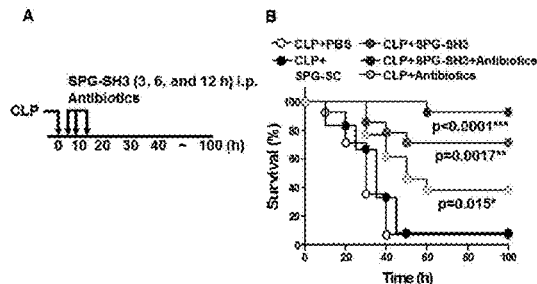 A
SPG-SH3 (3, 6, and 12 h) i.p.
Antibiotics
CLP
0 10 20 30 40 ~ 100 (h)
B
CLP+PBS
CLP+SPG-SH3
CLP+
SPG-SC
CLP+SPG-SH3+Antibiotics
CLP+Antibiotics
Survival (%)
100
80
60
40
20
0
p<0.0001***
p=0.0017**
p=0.015*
0 20 40 60 80 100
Time (h)